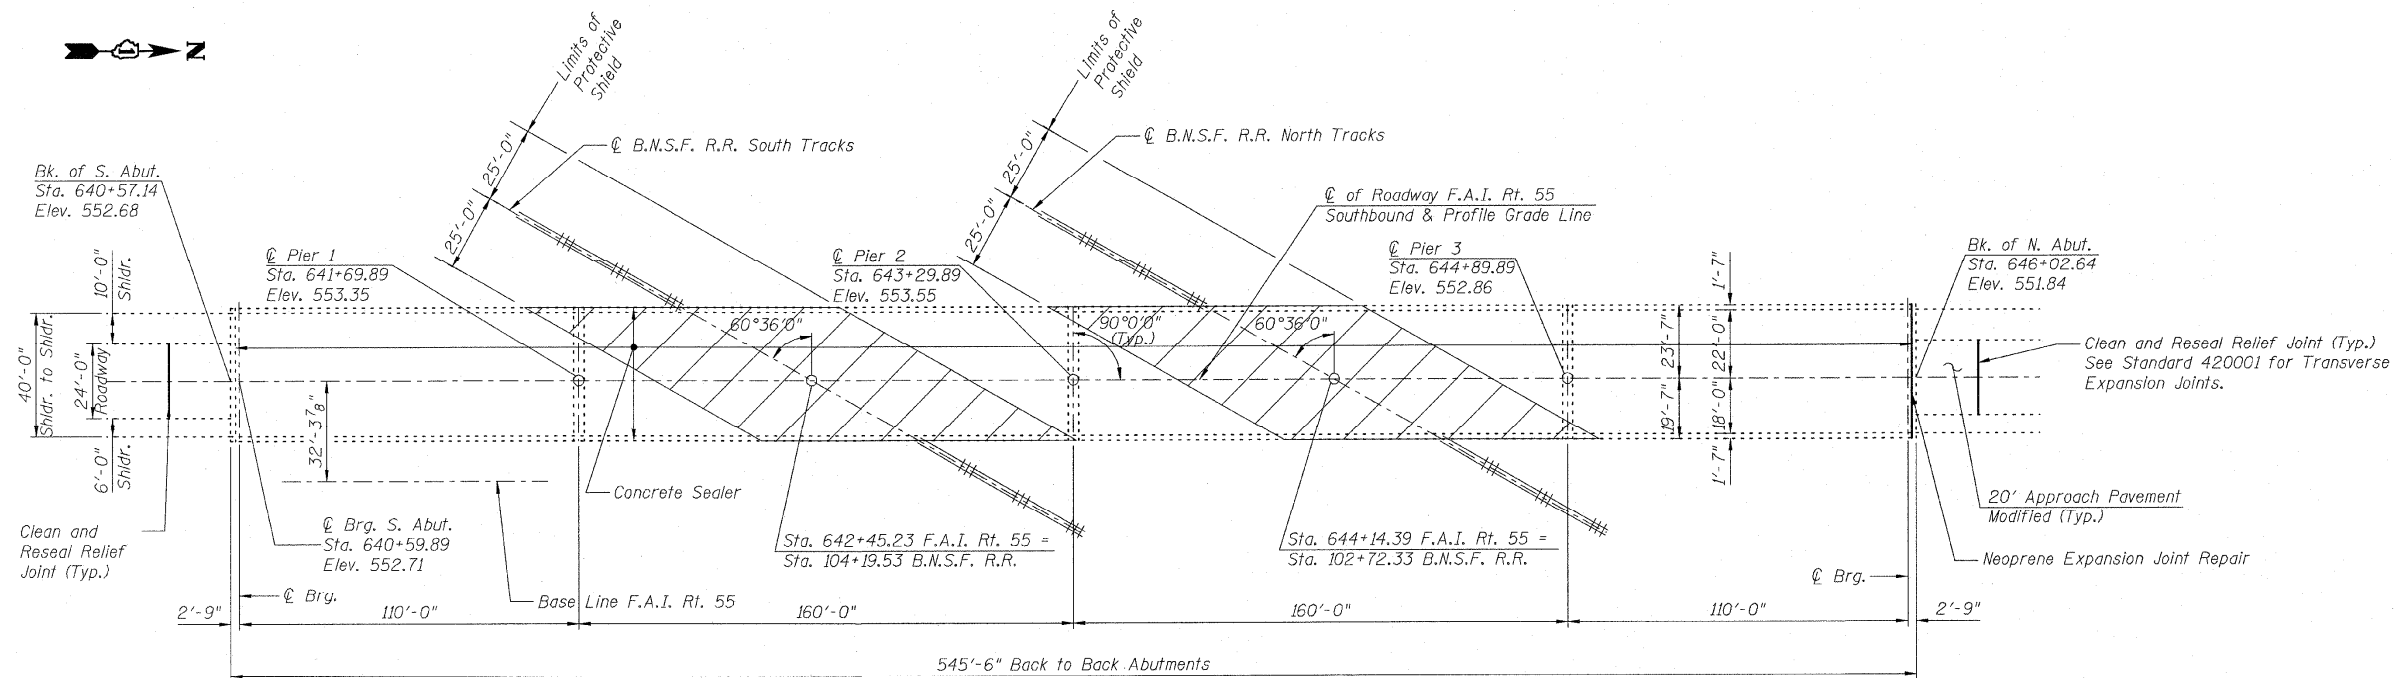 N
Limits of
Protective
Shield
Limits of
Protective
Shield
25'-0"
25'-0"
25'-0"
25'-0"
℄ B.N.S.F. R.R. South Tracks
℄ B.N.S.F. R.R. North Tracks
Bk. of S. Abut.
Sta. 640+57.14
Elev. 552.68
℄ of Roadway F.A.I. Rt. 55
Southbound & Profile Grade Line
℄ Pier 1
Sta. 641+69.89
Elev. 553.35
℄ Pier 2
Sta. 643+29.89
Elev. 553.55
℄ Pier 3
Sta. 644+89.89
Elev. 552.86
Bk. of N. Abut.
Sta. 646+02.64
Elev. 551.84
10'-0"
Shldr.
40'-0"
Shldr. to Shldr.
24'-0"
Roadway
6'-0"
Shldr.
60°36'0"
90°0'0"
(Typ.)
60°36'0"
1'-7"
23'-7"
22'-0"
19'-7"
18'-0"
1'-7"
Clean and Reseal Relief Joint (Typ.)
See Standard 420001 for Transverse
Expansion Joints.
32'-3⅞"
Concrete Sealer
Clean and
Reseal Relief
Joint (Typ.)
℄ Brg. S. Abut.
Sta. 640+59.89
Elev. 552.71
Sta. 642+45.23 F.A.I. Rt. 55 =
Sta. 104+19.53 B.N.S.F. R.R.
Sta. 644+14.39 F.A.I. Rt. 55 =
Sta. 102+72.33 B.N.S.F. R.R.
20' Approach Pavement
Modified (Typ.)
Neoprene Expansion Joint Repair
℄ Brg.
℄ Brg.
Base Line F.A.I. Rt. 55
2'-9"
110'-0"
160'-0"
160'-0"
110'-0"
2'-9"
545'-6" Back to Back Abutments